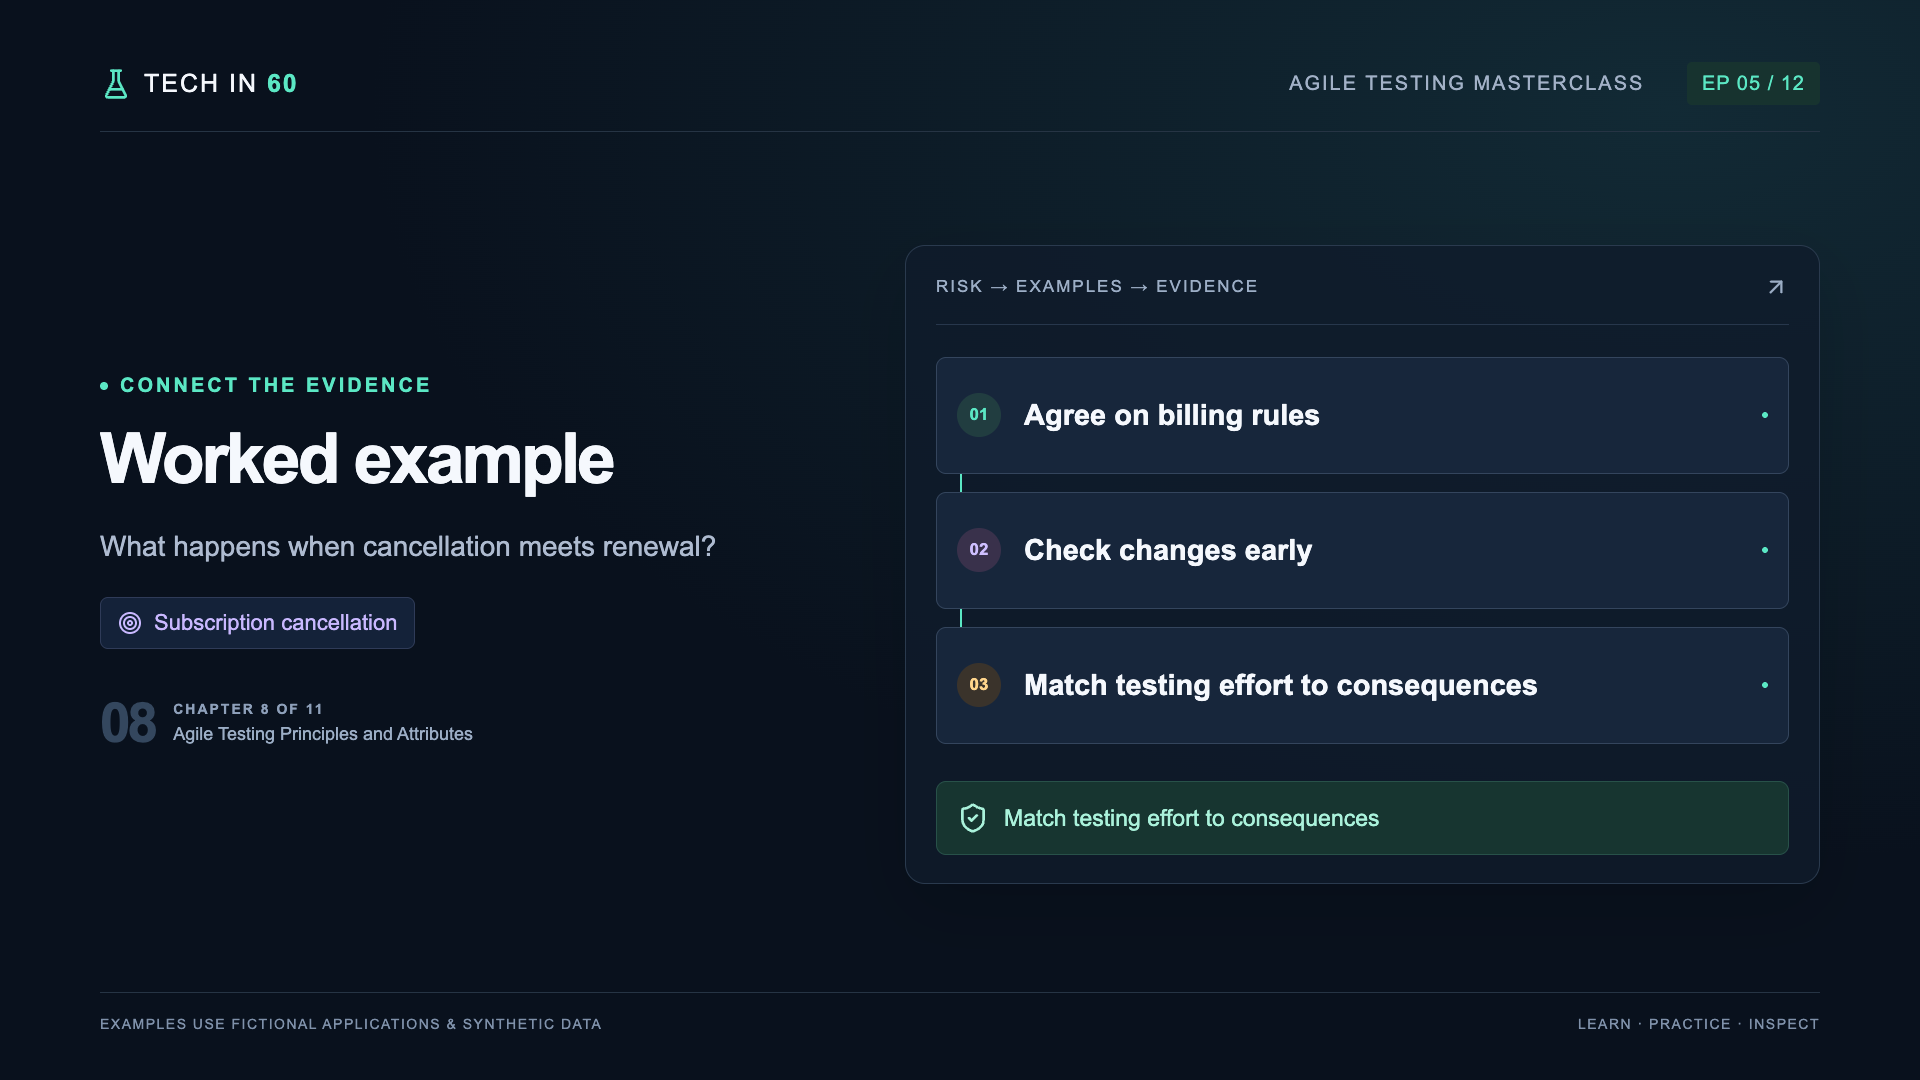 TECH IN 60
AGILE TESTING MASTERCLASS
EP 05 / 12
CONNECT THE EVIDENCE
Worked example
What happens when cancellation meets renewal?
Subscription cancellation
08
CHAPTER 8 OF 11
Agile Testing Principles and Attributes
RISK → EXAMPLES → EVIDENCE
01
Agree on billing rules
02
Check changes early
03
Match testing effort to consequences
Match testing effort to consequences
EXAMPLES USE FICTIONAL APPLICATIONS & SYNTHETIC DATA
LEARN · PRACTICE · INSPECT